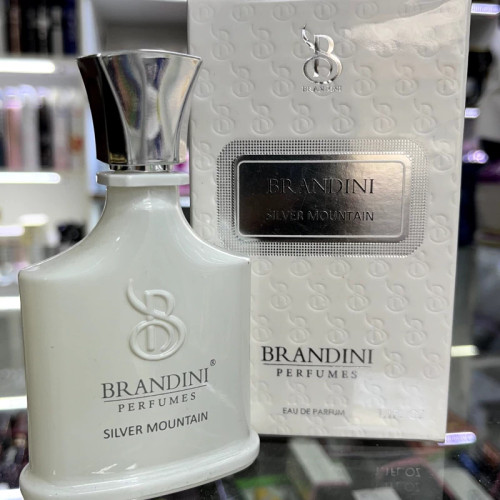 BRANDINI®
PERFUMES
SILVER MOUNTAIN
BRANDINI
SILVER MOUNTAIN
BRANDINI
PERFUMES
EAU DE PARFUM